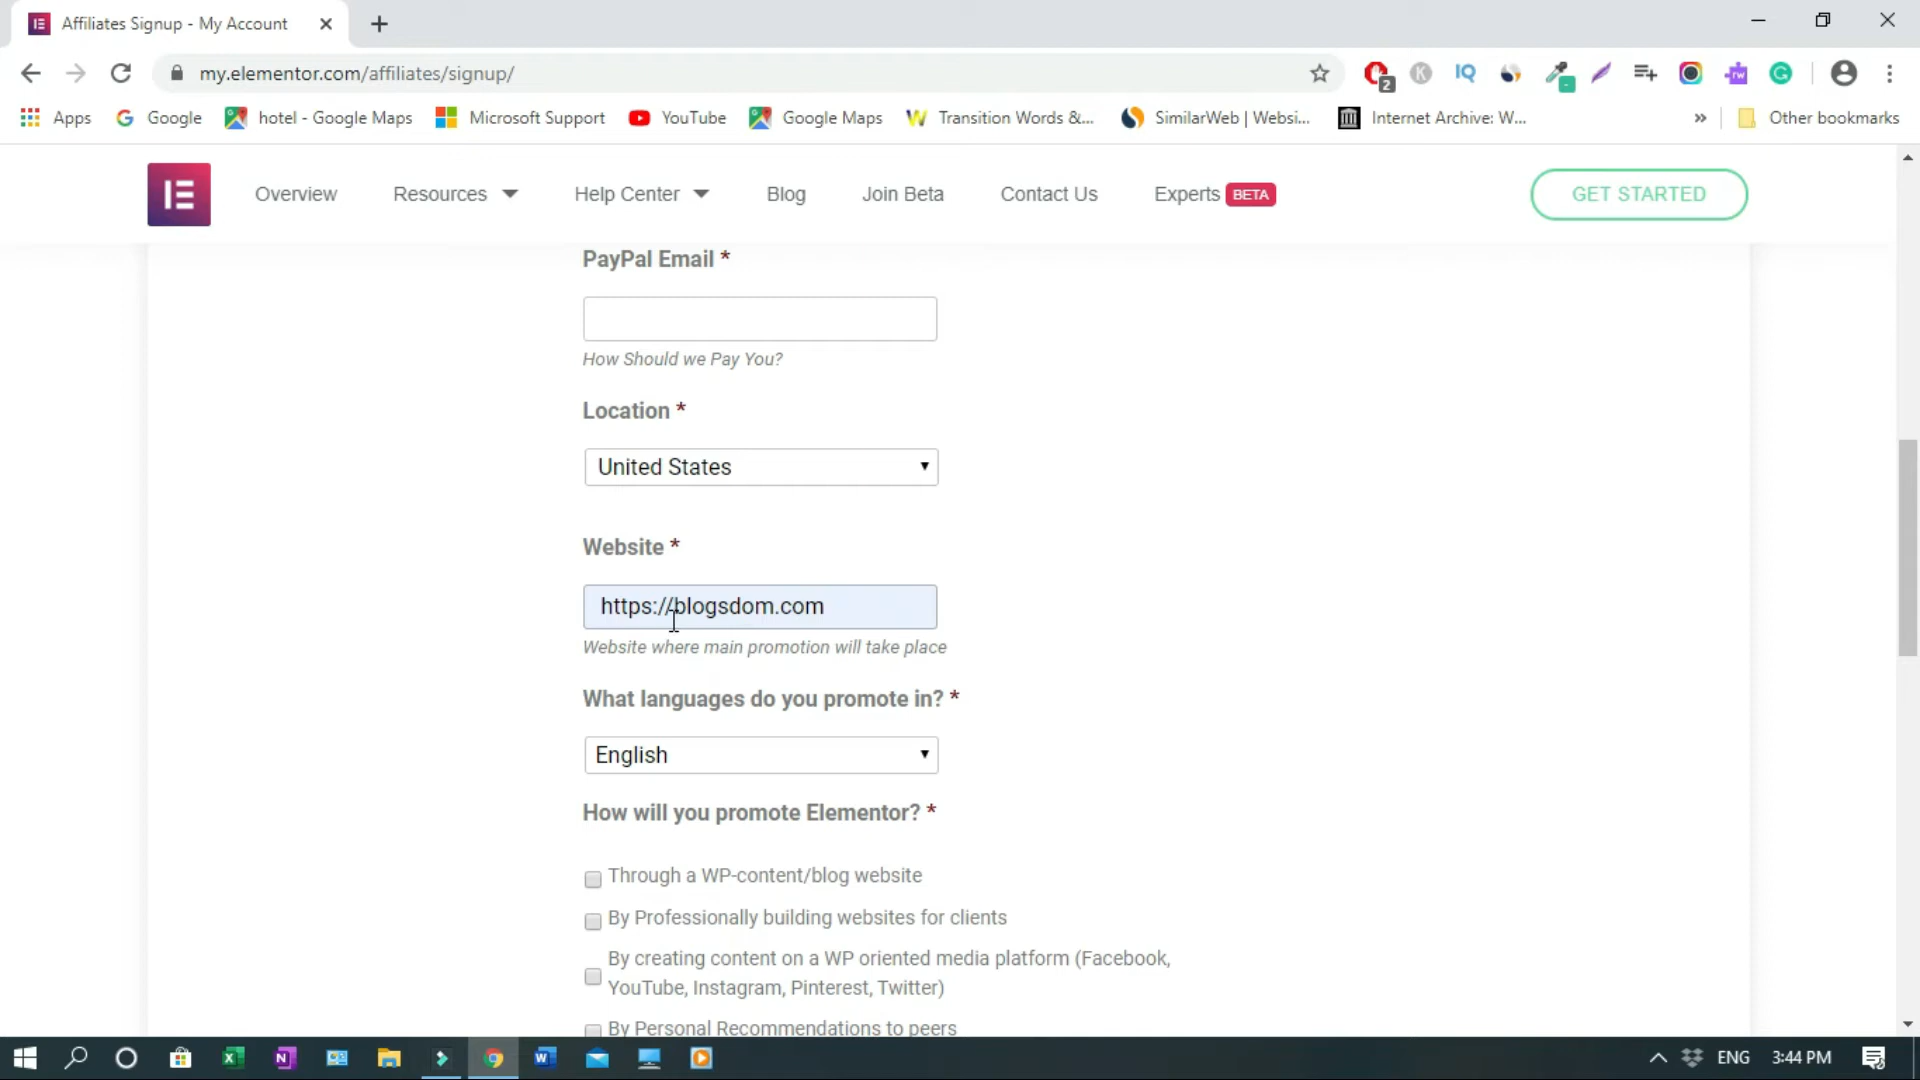 Affiliates Signup - My Account
my.elementor.com/affiliates/signup/
2
K
IQ
rw
G
Apps
Google
hotel - Google Maps
Microsoft Support
YouTube
Google Maps
Transition Words &...
SimilarWeb | Websi...
Internet Archive: W...
»
Other bookmarks
Overview
Resources
Help Center
Blog
Join Beta
Contact Us
Experts BETA
GET STARTED
PayPal Email *
How Should we Pay You?
Location *
United States
Website *
https://blogsdom.com
Website where main promotion will take place
What languages do you promote in? *
English
How will you promote Elementor? *
Through a WP-content/blog website
By Professionally building websites for clients
By creating content on a WP oriented media platform (Facebook,
YouTube, Instagram, Pinterest, Twitter)
By Personal Recommendations to peers
ENG
3:44 PM